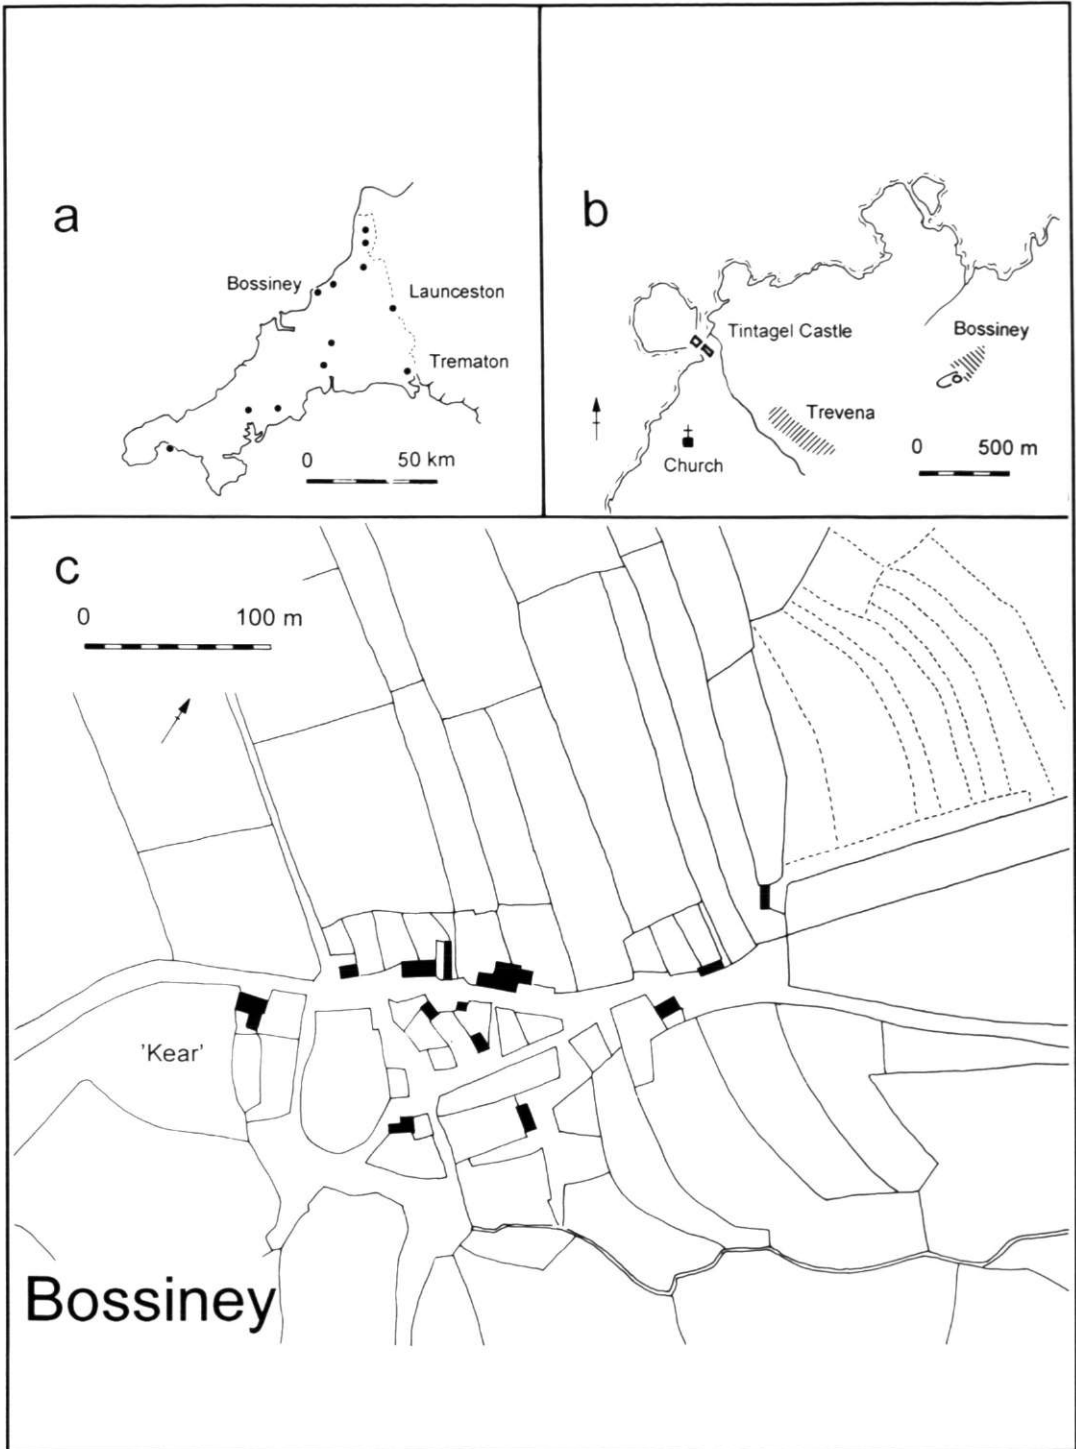 a
Bossiney
Launceston
Trematon
0 50 km
b
Tintagel Castle
Bossiney
Trevena
Church
0 500 m
c
0 100 m
'Kear'
Bossiney